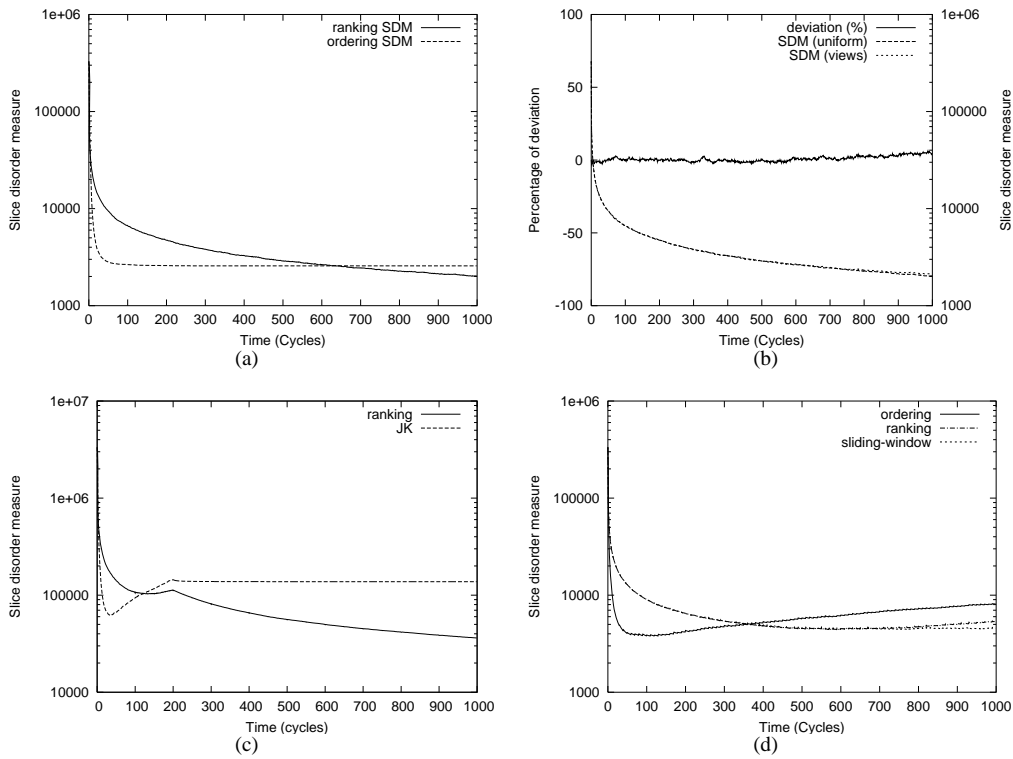 1e+06
100000
10000
1000
Slice disorder measure
ranking SDM
ordering SDM
0 100 200 300 400 500 600 700 800 900 1000
Time (Cycles)
(a)
100
50
0
-50
-100
Percentage of deviation
deviation (%)
SDM (uniform)
SDM (views)
1e+06
100000
10000
1000
Slice disorder measure
0 100 200 300 400 500 600 700 800 900 1000
Time (Cycles)
(b)
1e+07
1e+06
100000
10000
Slice disorder measure
ranking
JK
0 100 200 300 400 500 600 700 800 900 1000
Time (cycles)
(c)
1e+06
100000
10000
1000
Slice disorder measure
ordering
ranking
sliding-window
0 100 200 300 400 500 600 700 800 900 1000
Time (Cycles)
(d)